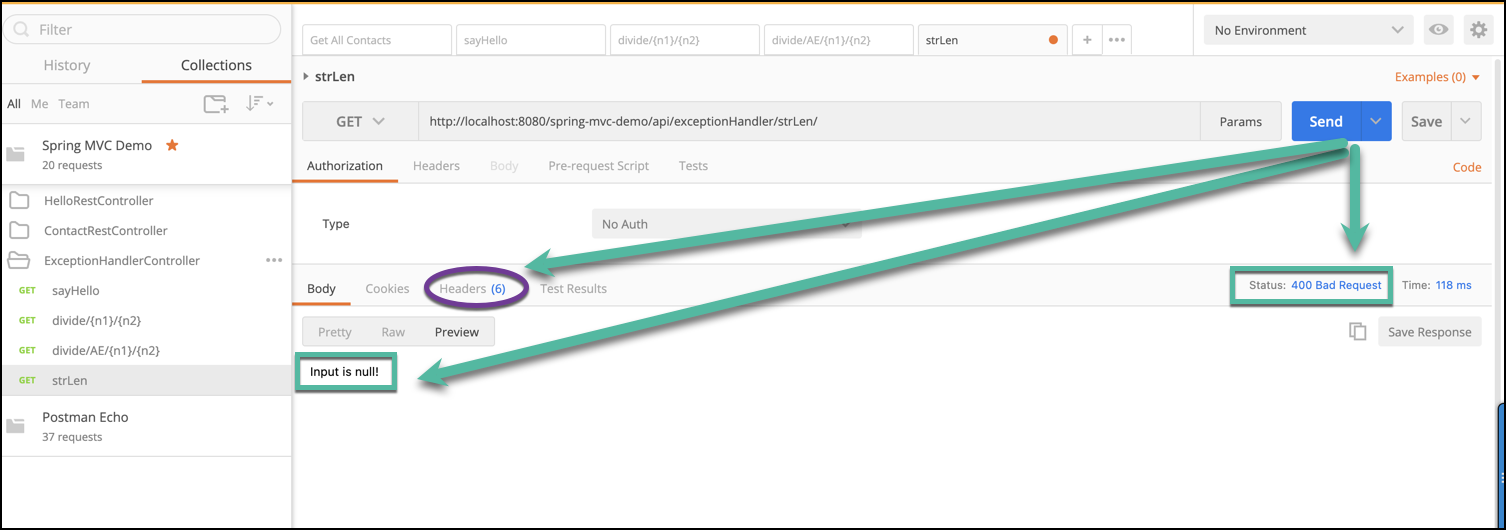 Filter
History Collections
All Me Team
Spring MVC Demo
20 requests
HelloRestController
ContactRestController
ExceptionHandlerController
GET sayHello
GET divide/{n1}/{n2}
GET divide/AE/{n1}/{n2}
GET strLen
Postman Echo
37 requests
Get All Contacts sayHello divide/{n1}/{n2} divide/AE/{n1}/{n2} strLen
No Environment
strLen Examples (0)
GET http://localhost:8080/spring-mvc-demo/api/exceptionHandler/strLen/ Params Send Save
Authorization Headers Body Pre-request Script Tests Code
Type No Auth
Body Cookies Headers (6) Test Results Status: 400 Bad Request Time: 118 ms
Pretty Raw Preview Save Response
Input is null!